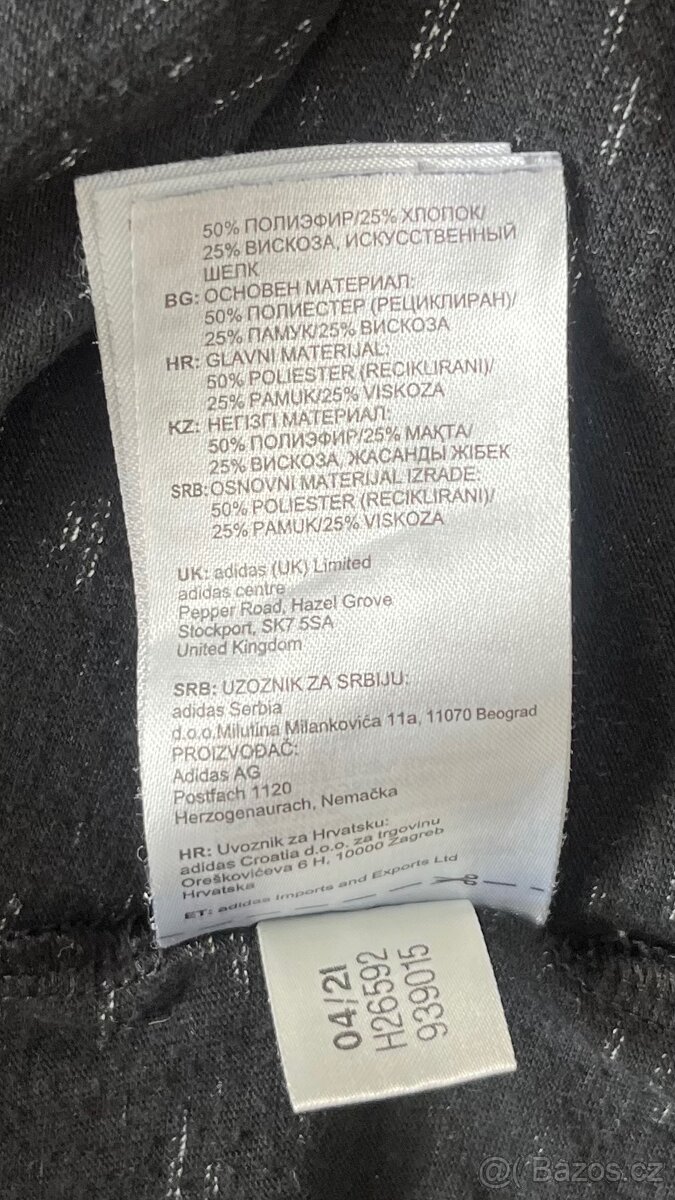 50% ПОЛИЭФИР/25% ХЛОПОК/
25% ВИСКОЗА, ИСКУССТВЕННЫЙ
ШЕЛК
BG: ОСНОВЕН МАТЕРИАЛ:
50% ПОЛИЕСТЕР (РЕЦИКЛИРАН)/
25% ПАМУК/25% ВИСКОЗА
HR: GLAVNI MATERIJAL:
50% POLIESTER (RECIKLIRANI)/
25% PAMUK/25% VISKOZA
KZ: НЕГІЗГІ МАТЕРИАЛ:
50% ПОЛИЭФИР/25% МАҚТА/
25% ВИСКОЗА, ЖАСАНДЫ ЖІБЕК
SRB: OSNOVNI MATERIJAL IZRADE:
50% POLIESTER (RECIKLIRANI)/
25% PAMUK/25% VISKOZA
UK: adidas (UK) Limited
adidas centre
Pepper Road, Hazel Grove
Stockport, SK7 5SA
United Kingdom
SRB: UZOZNIK ZA SRBIJU:
adidas Serbia
d.o.o.Milutina Milankovića 11a, 11070 Beograd
PROIZVOĐAČ:
Adidas AG
Postfach 1120
Herzogenaurach, Nemačka
HR: Uvoznik za Hrvatsku:
adidas Croatia d.o.o. za trgovinu
Oreškovićeva 6 H, 10000 Zagreb
Hrvatska
ET: adidas Imports and Exports Ltd
04/21
H26592
939015
@ Bazos.cz